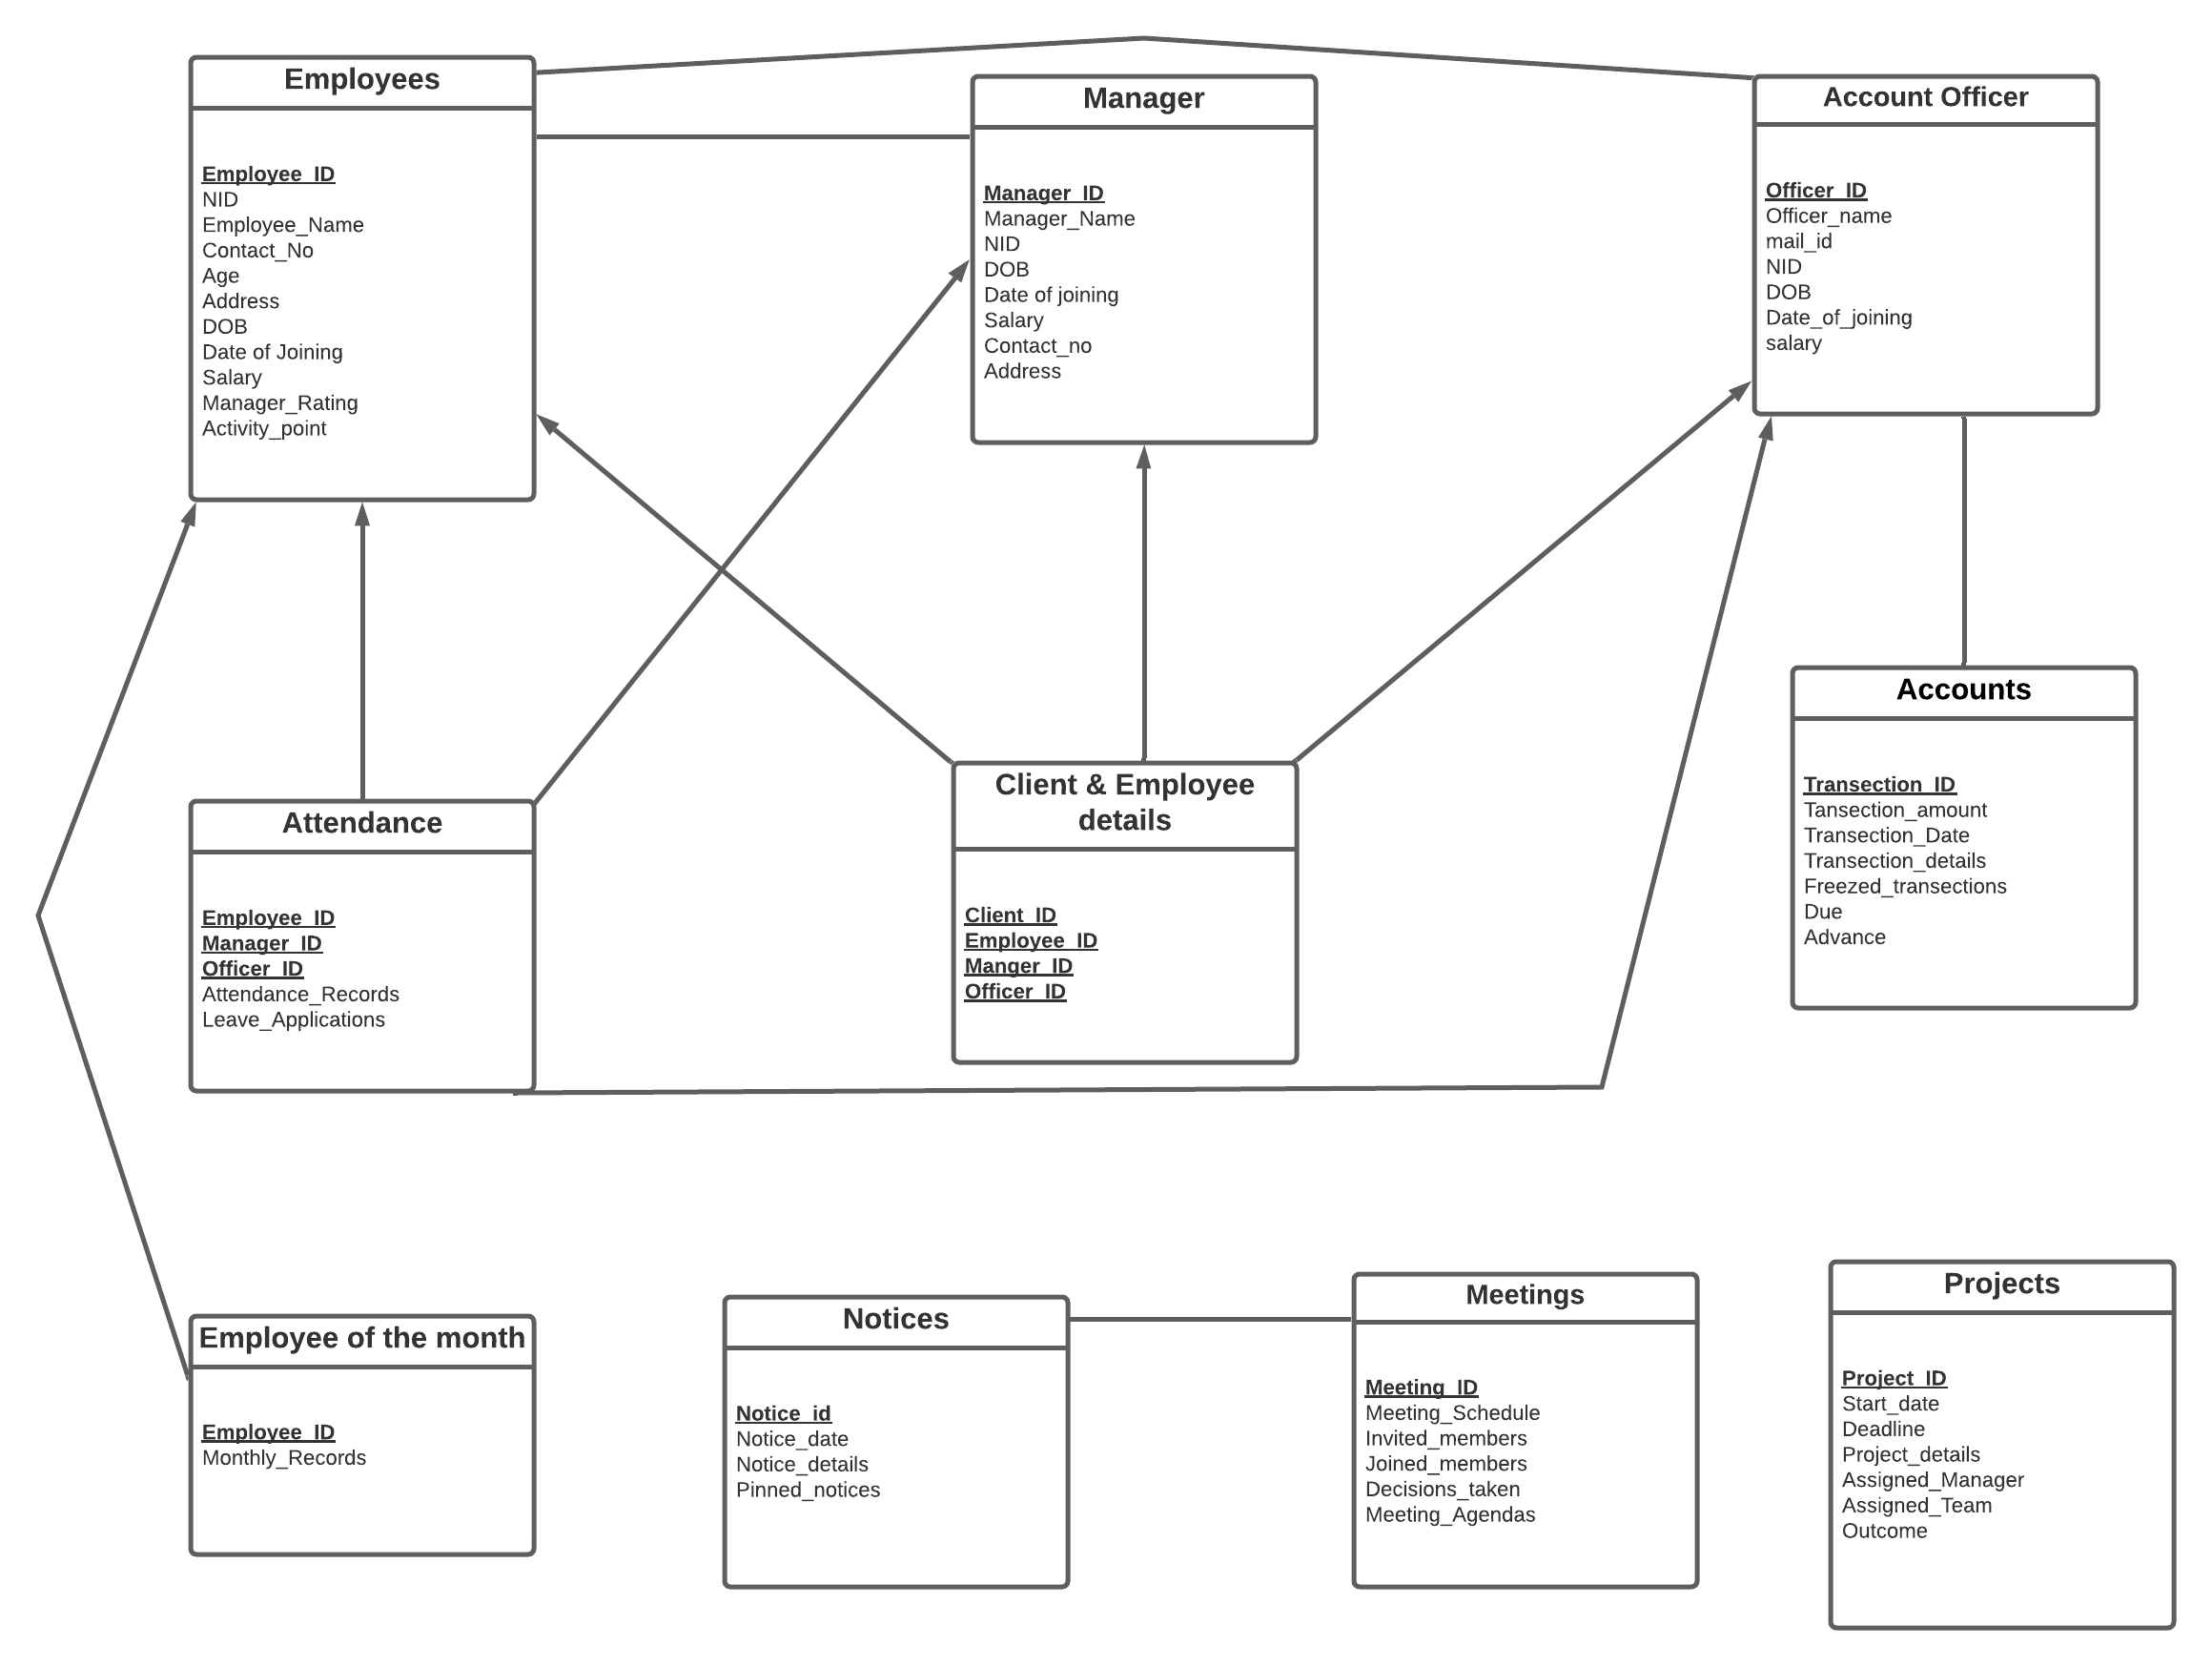 Employees
Employee_ID
NID
Employee_Name
Contact_No
Age
Address
DOB
Date of Joining
Salary
Manager_Rating
Activity_point
Manager
Manager_ID
Manager_Name
NID
DOB
Date of joining
Salary
Contact_no
Address
Account Officer
Officer_ID
Officer_name
mail_id
NID
DOB
Date_of_joining
salary
Attendance
Employee_ID
Manager_ID
Officer_ID
Attendance_Records
Leave_Applications
Client & Employee
details
Client_ID
Employee_ID
Manger_ID
Officer_ID
Accounts
Transection_ID
Tansection_amount
Transection_Date
Transection_details
Freezed_transections
Due
Advance
Employee of the month
Employee_ID
Monthly_Records
Notices
Notice_id
Notice_date
Notice_details
Pinned_notices
Meetings
Meeting_ID
Meeting_Schedule
Invited_members
Joined_members
Decisions_taken
Meeting_Agendas
Projects
Project_ID
Start_date
Deadline
Project_details
Assigned_Manager
Assigned_Team
Outcome